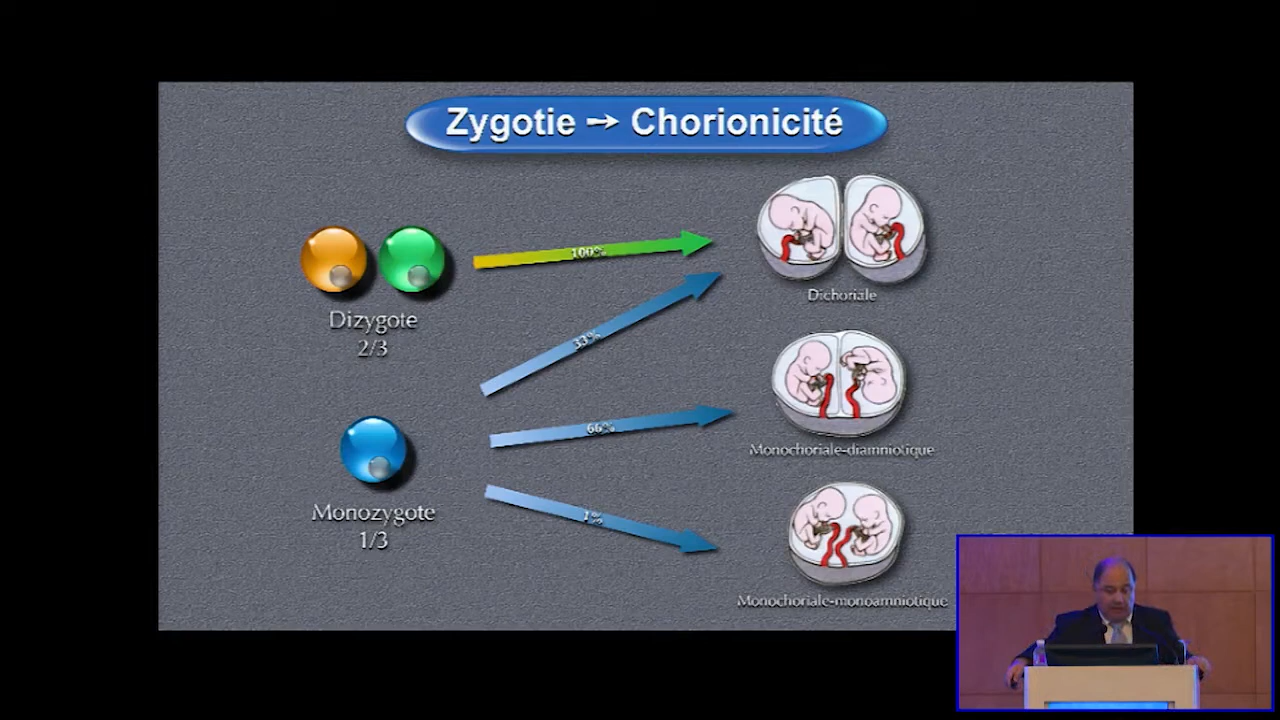 Zygotie → Chorionicité
100%
Dichoriale
Dizygote
2/3
33%
66%
Monochoriale-diamniotique
Monozygote
1/3
1%
Monochoriale-monoamniotique